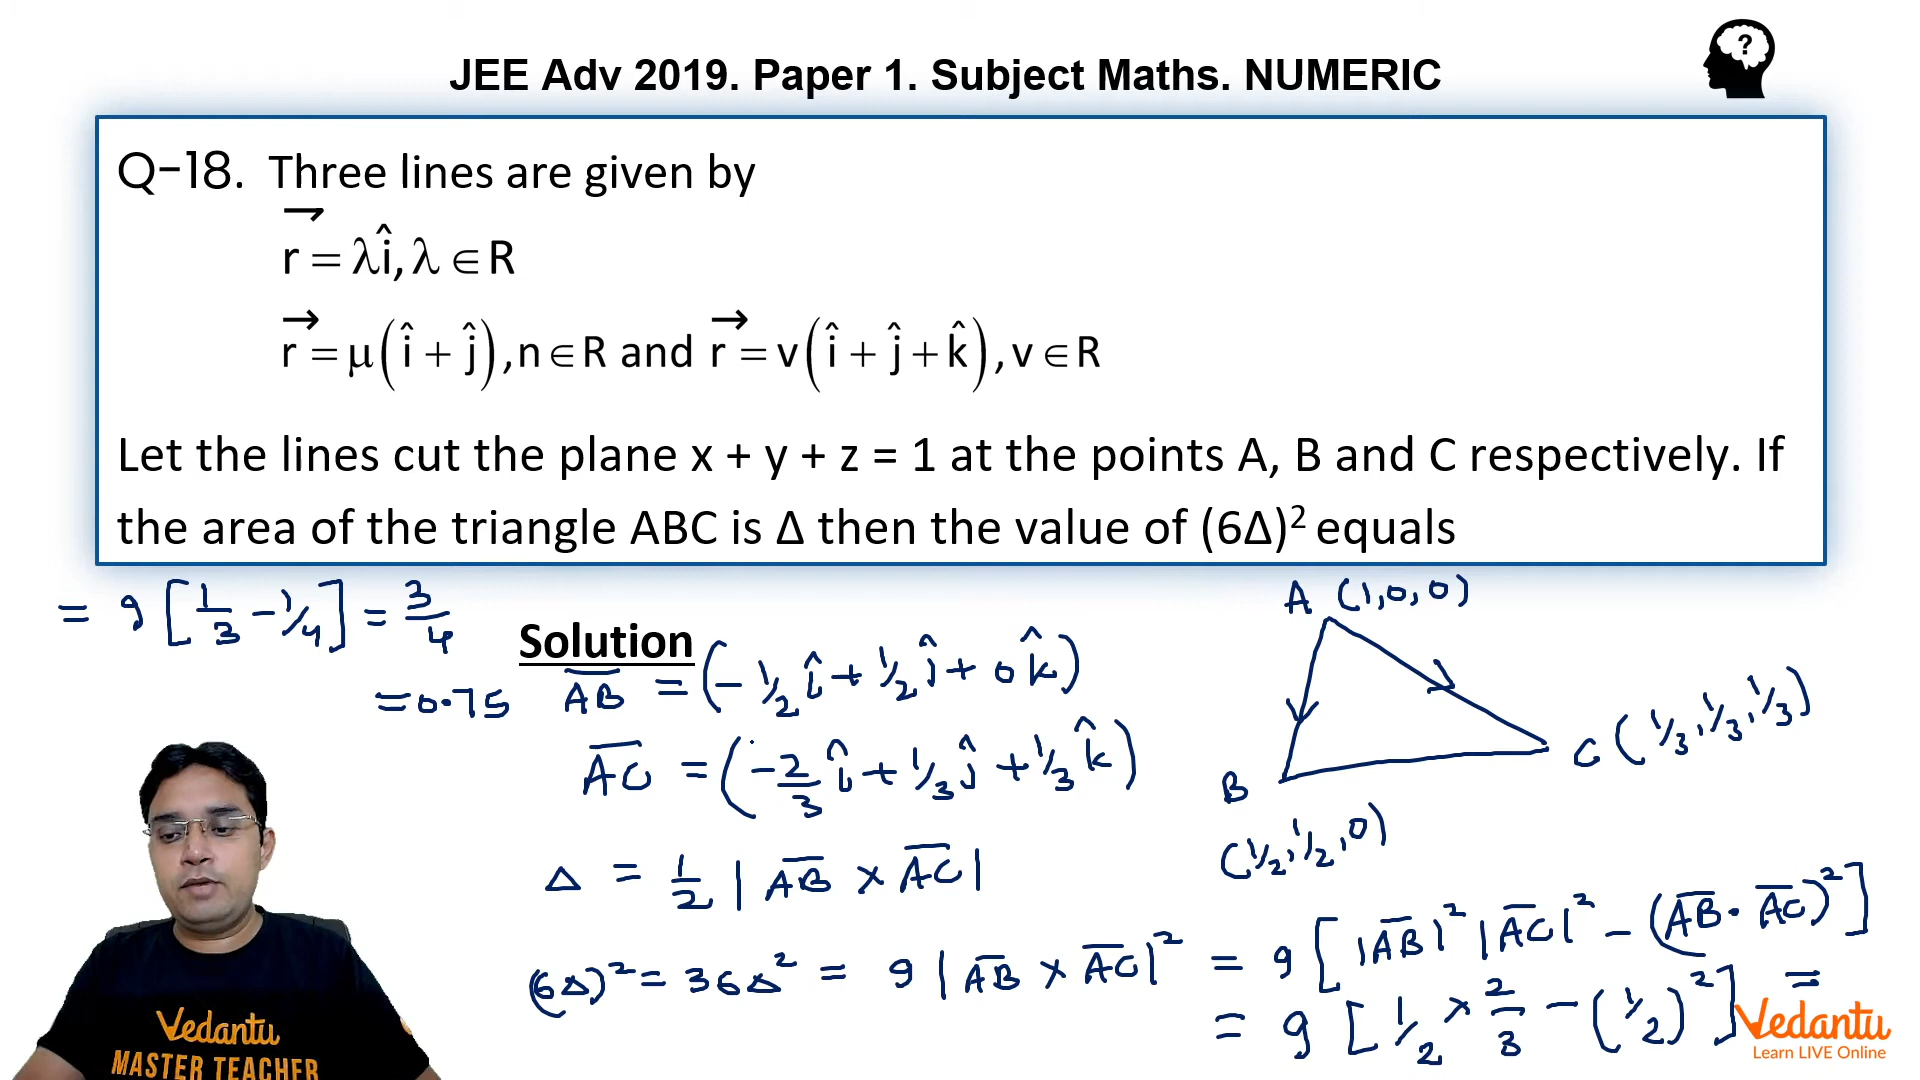 JEE Adv 2019. Paper 1. Subject Maths. NUMERIC
?
Q-18. Three lines are given by
r⃗ = λî, λ ∈ R
r⃗ = μ(î + ĵ), n ∈ R and r⃗ = v(î + ĵ + k̂), v ∈ R
Let the lines cut the plane x + y + z = 1 at the points A, B and C respectively. If
the area of the triangle ABC is Δ then the value of (6Δ)² equals
Solution
A (1,0,0)
B
(1/2, 1/2, 0)
C (1/3, 1/3, 1/3)
AB̅ = (-1/2 î + 1/2 ĵ + 0 k̂)
AC̅ = (-2/3 î + 1/3 ĵ + 1/3 k̂)
Δ = 1/2 |AB̅ × AC̅|
(6Δ)² = 36Δ² = 9 |AB̅ × AC̅|² = 9 [|AB̅|² |AC̅|² - (AB̅ · AC̅)²]
= 9 [1/2 × 2/3 - (1/2)²] =
= 9 [1/3 - 1/4] = 3/4
= 0.75
Vedantu
MASTER TEACHER
Vedantu
Learn LIVE Online